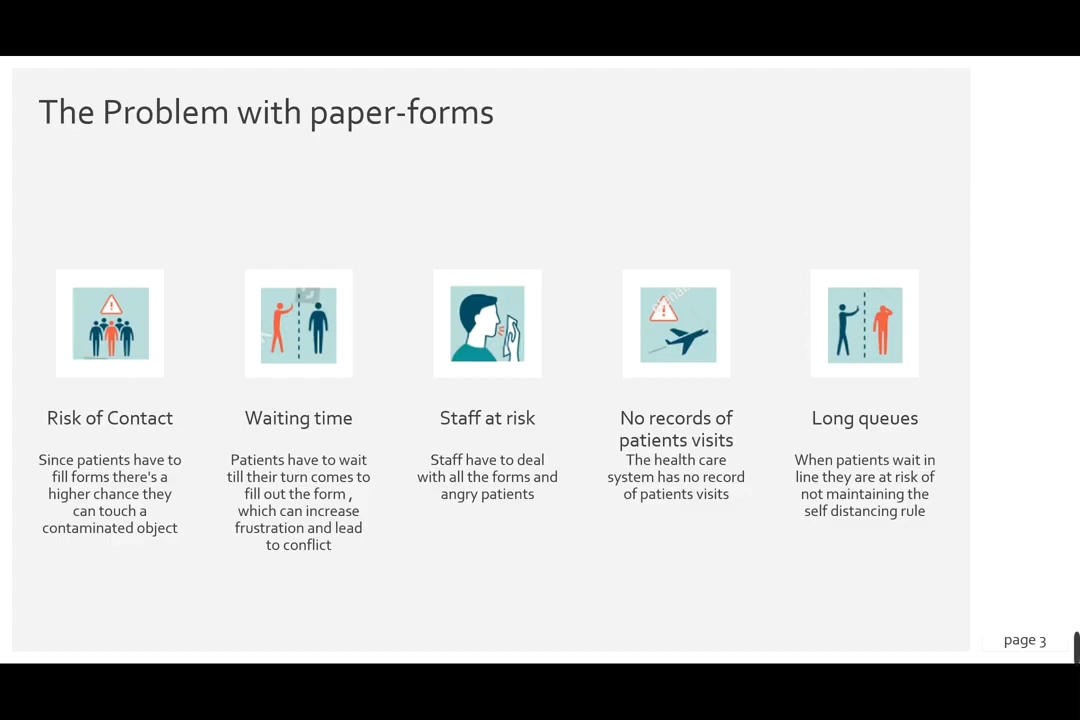 The Problem with paper-forms
Risk of Contact
Since patients have to
fill forms there's a
higher chance they
can touch a
contaminated object
Waiting time
Patients have to wait
till their turn comes to
fill out the form ,
which can increase
frustration and lead
to conflict
Staff at risk
Staff have to deal
with all the forms and
angry patients
No records of
patients visits
The health care
system has no record
of patients visits
Long queues
When patients wait in
line they are at risk of
not maintaining the
self distancing rule
page 3